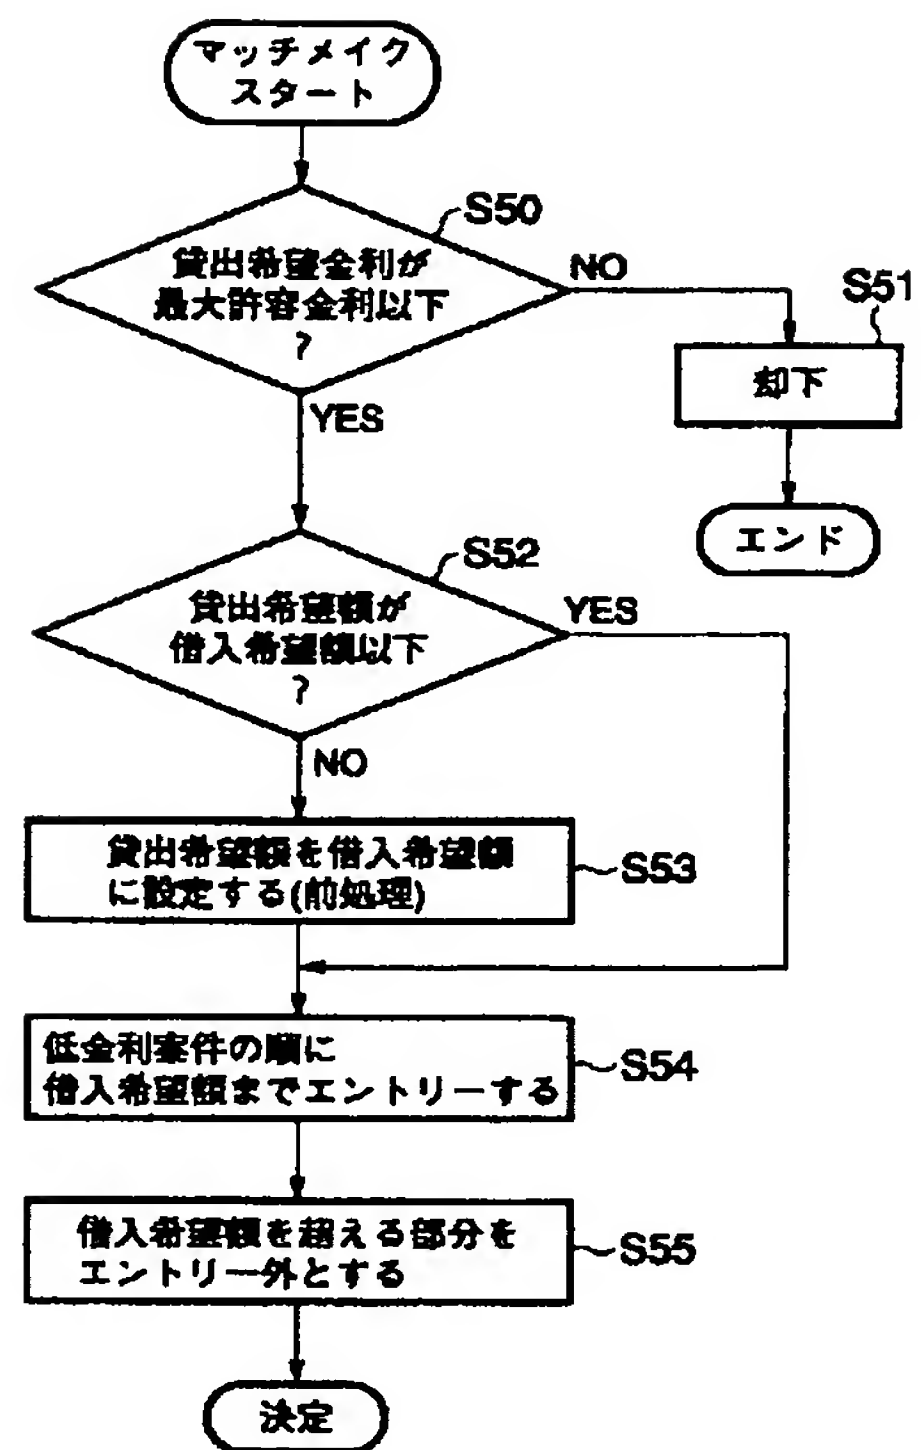 マッチメイク
スタート
S50
貸出希望金利が
最大許容金利以下
?
NO
S51
却下
YES
エンド
S52
貸出希望額が
借入希望額以下
?
YES
NO
貸出希望額を借入希望額
に設定する(前処理)
S53
低金利案件の順に
借入希望額までエントリーする
S54
借入希望額を超える部分を
エントリー外とする
S55
決定